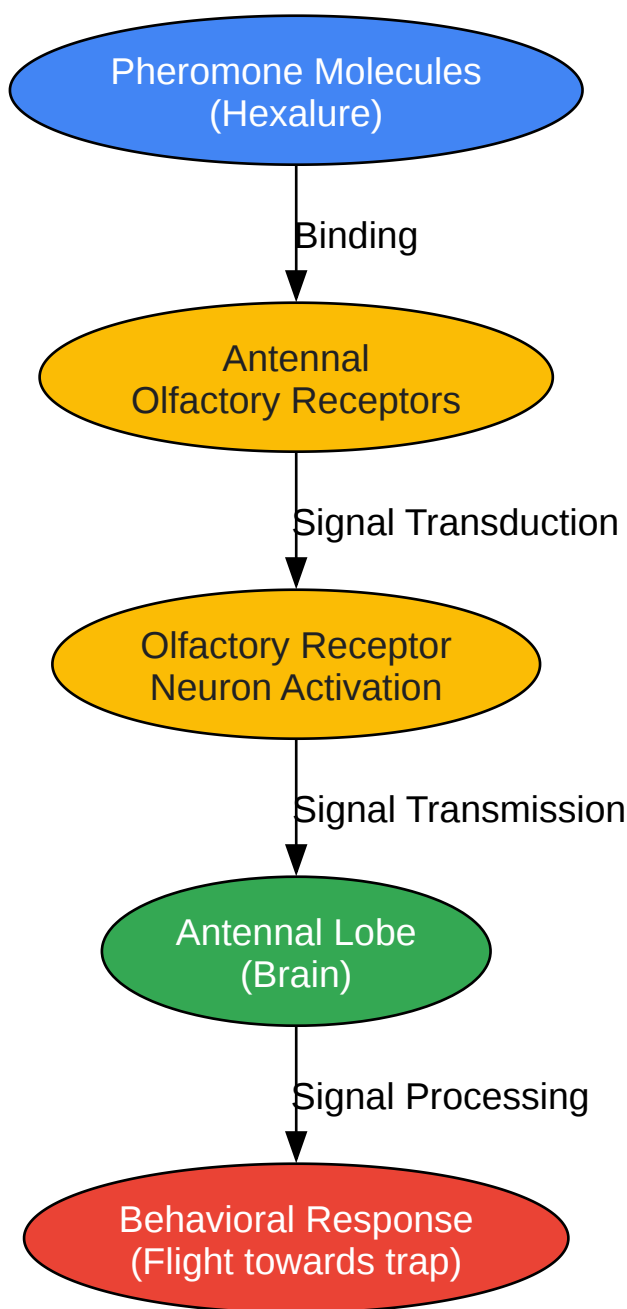 Pheromone Molecules
(Hexalure)
Binding
Antennal
Olfactory Receptors
Signal Transduction
Olfactory Receptor
Neuron Activation
Signal Transmission
Antennal Lobe
(Brain)
Signal Processing
Behavioral Response
(Flight towards trap)